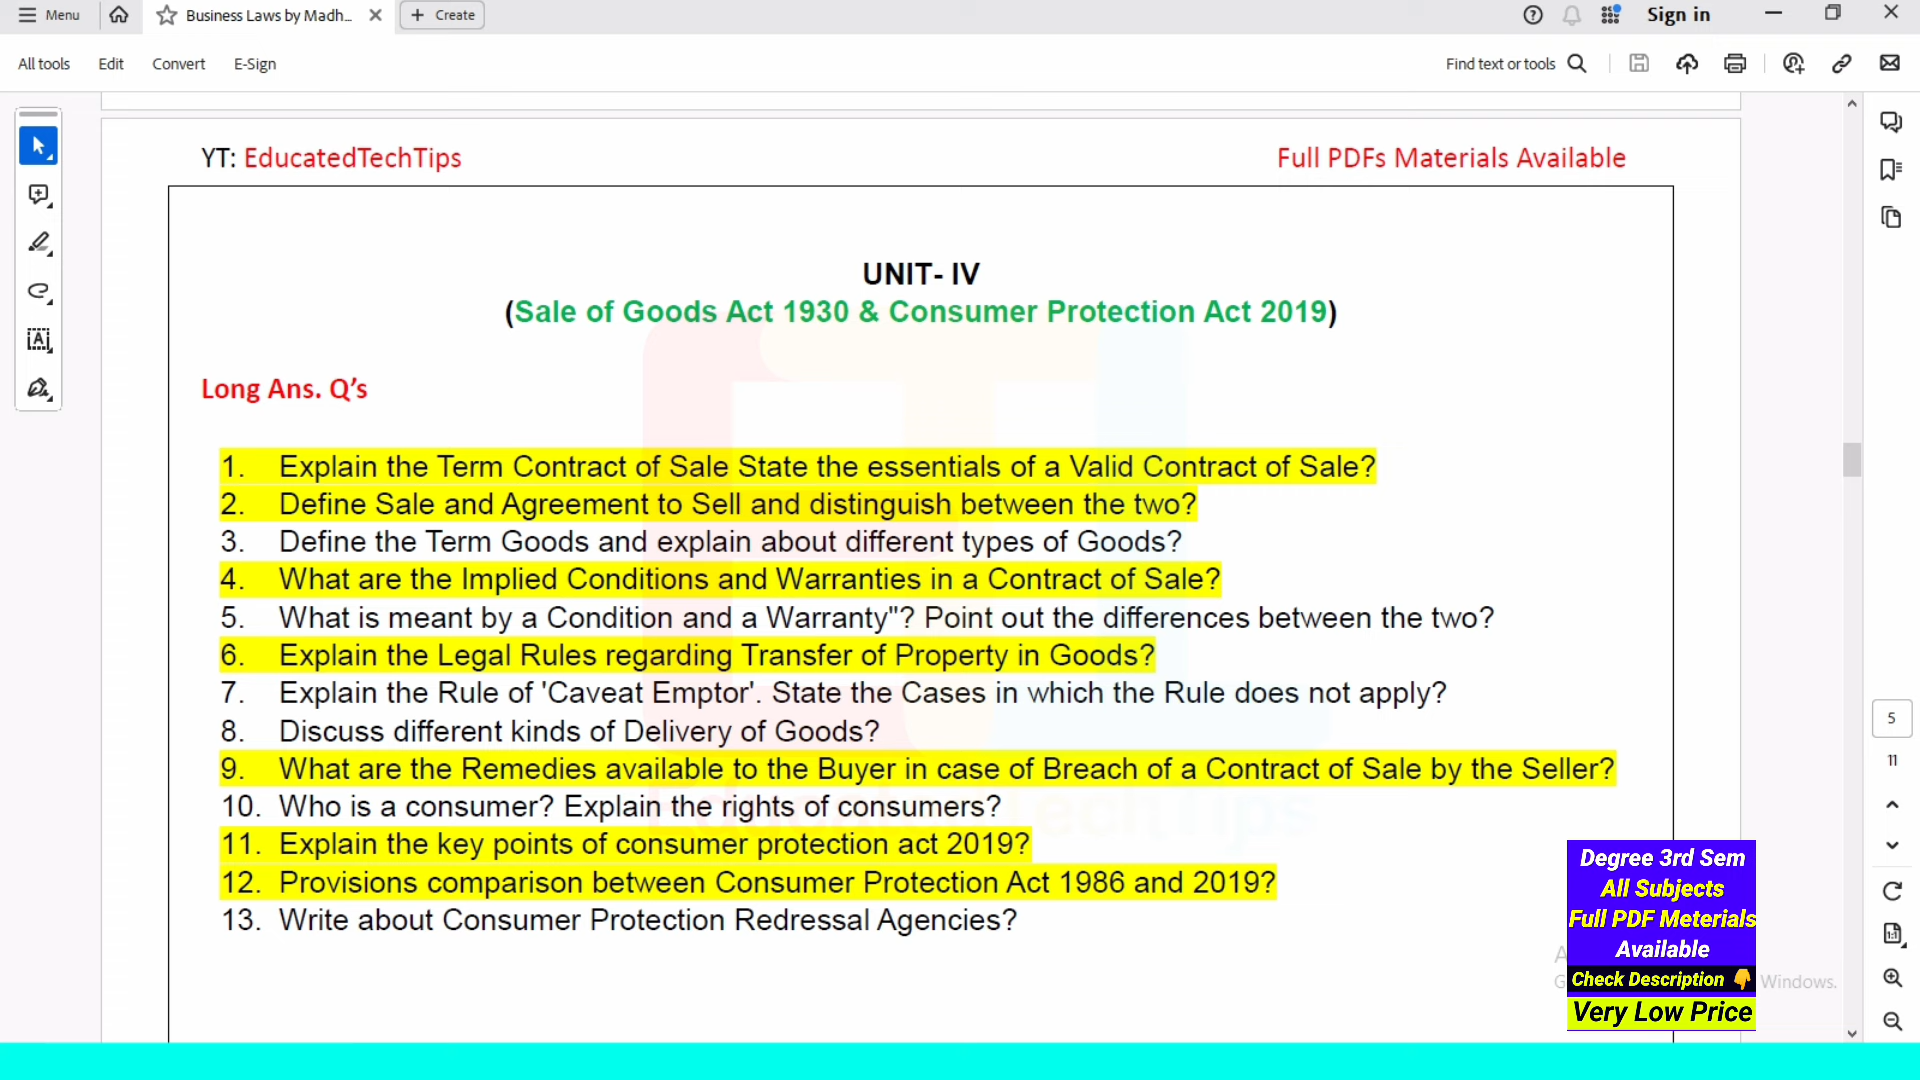 Menu
Business Laws by Madh...
Create
Sign in
All tools
Edit
Convert
E-Sign
Find text or tools
YT: EducatedTechTips
Full PDFs Materials Available
UNIT- IV
(Sale of Goods Act 1930 & Consumer Protection Act 2019)
Long Ans. Q’s
1. Explain the Term Contract of Sale State the essentials of a Valid Contract of Sale?
2. Define Sale and Agreement to Sell and distinguish between the two?
3. Define the Term Goods and explain about different types of Goods?
4. What are the Implied Conditions and Warranties in a Contract of Sale?
5. What is meant by a Condition and a Warranty"? Point out the differences between the two?
6. Explain the Legal Rules regarding Transfer of Property in Goods?
7. Explain the Rule of 'Caveat Emptor'. State the Cases in which the Rule does not apply?
8. Discuss different kinds of Delivery of Goods?
9. What are the Remedies available to the Buyer in case of Breach of a Contract of Sale by the Seller?
10. Who is a consumer? Explain the rights of consumers?
11. Explain the key points of consumer protection act 2019?
12. Provisions comparison between Consumer Protection Act 1986 and 2019?
13. Write about Consumer Protection Redressal Agencies?
5
11
Degree 3rd Sem
All Subjects
Full PDF Meterials
Available
Check Description 👇
Very Low Price
Windows.